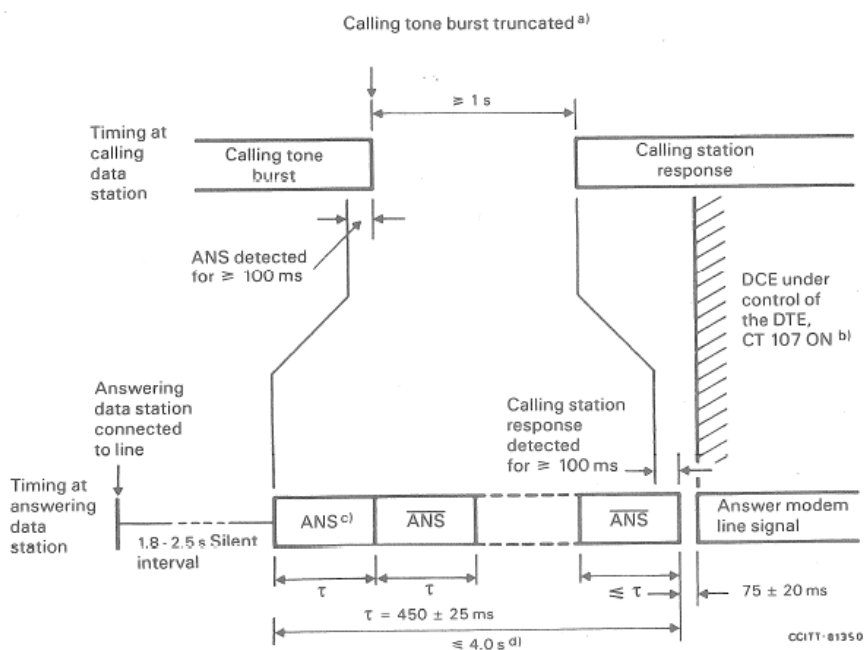 Calling tone burst truncated a)
≥ 1 s
Timing at
calling
data
station
Calling tone
burst
Calling station
response
ANS detected
for ≥ 100 ms
DCE under
control of
the DTE,
CT 107 ON b)
Answering
data station
connected
to line
Calling station
response
detected
for ≥ 100 ms
Timing at
answering
data
station
ANS c)
A̅N̅S̅
A̅N̅S̅
Answer modem
line signal
1.8 - 2.5 s Silent
interval
τ
τ
≤ τ
75 ± 20 ms
τ = 450 ± 25 ms
≤ 4.0 s d)
CCITT-81350